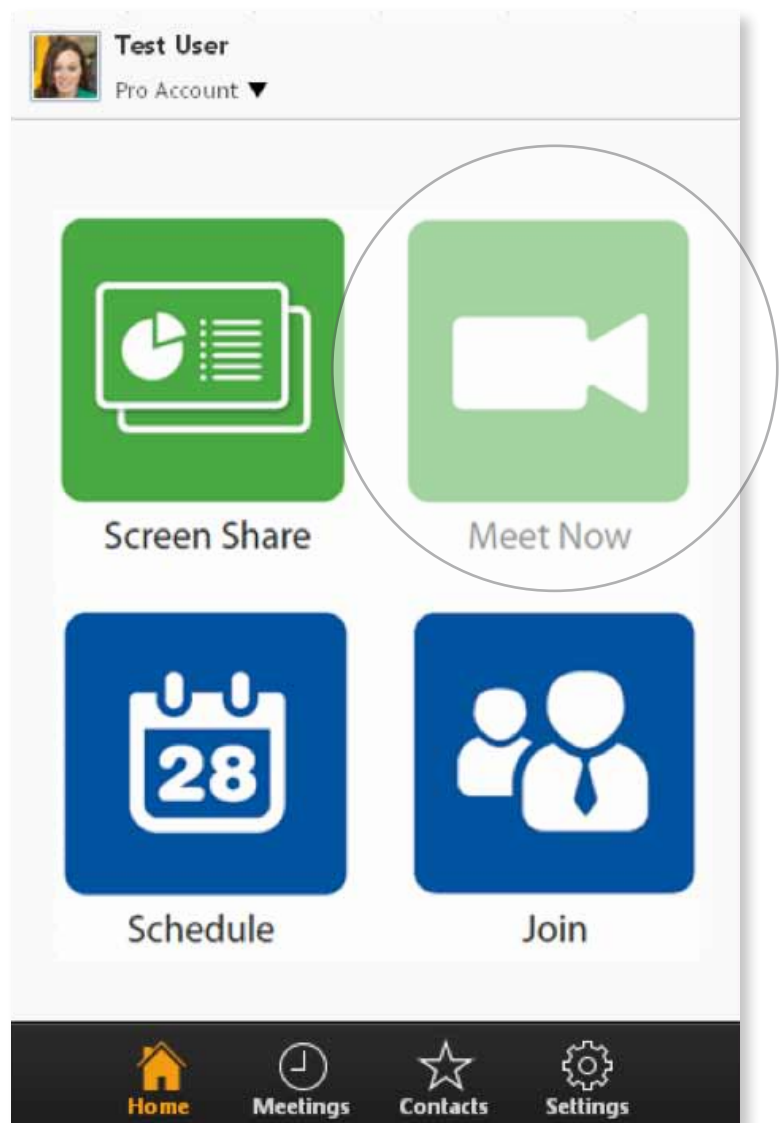 Test User
Pro Account ▼
Screen Share
Meet Now
28
Schedule
Join
Home Meetings Contacts Settings